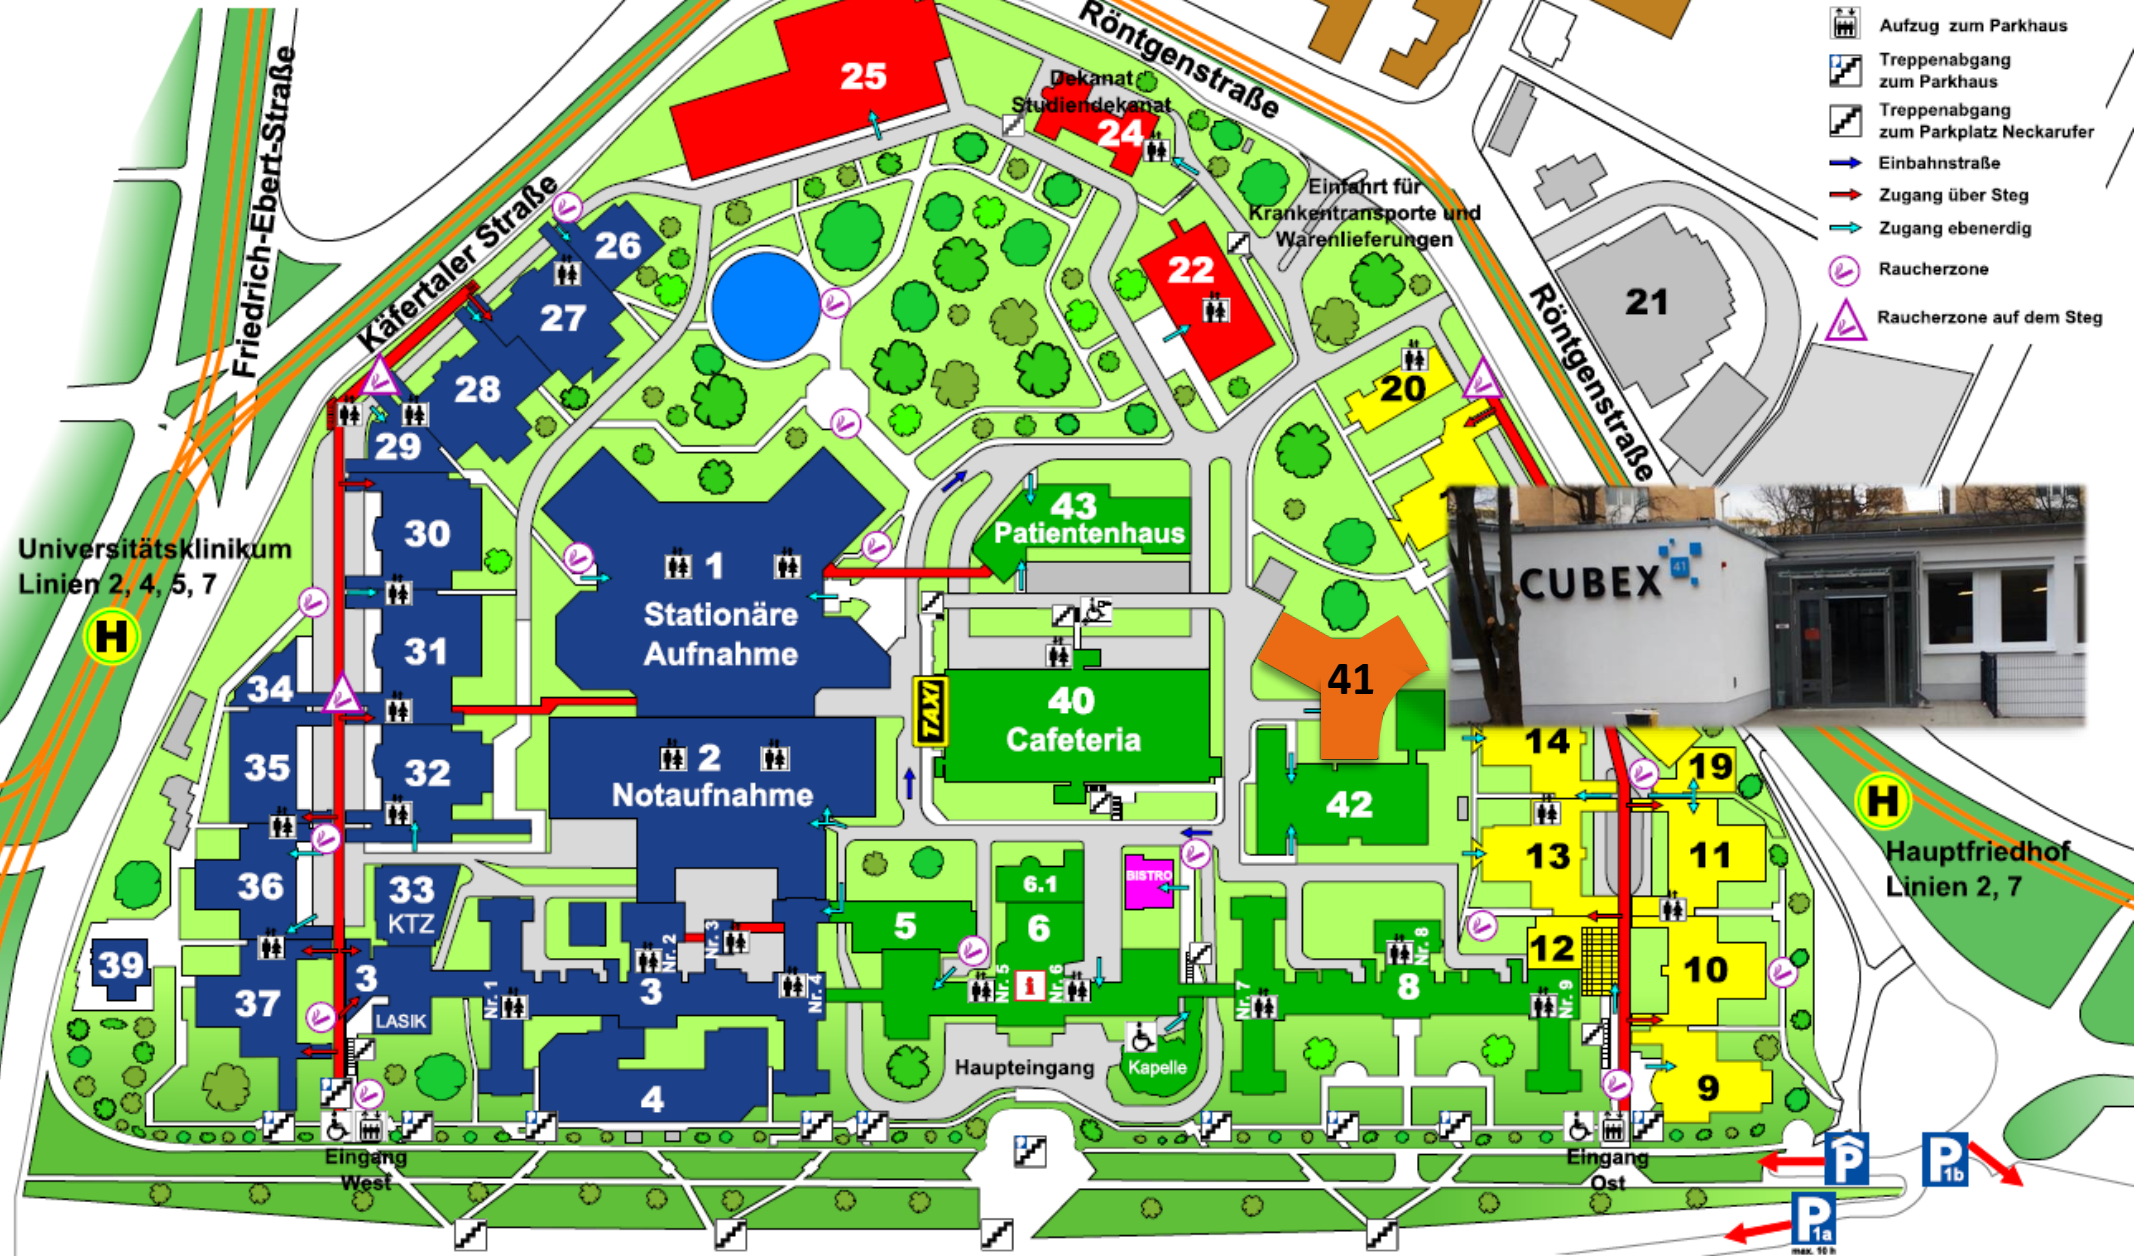 Aufzug zum Parkhaus
Treppenabgang
zum Parkhaus
Treppenabgang
zum Parkplatz Neckarufer
Einbahnstraße
Zugang über Steg
Zugang ebenerdig
Raucherzone
Raucherzone auf dem Steg
Röntgenstraße
Friedrich-Ebert-Straße
Käfertaler Straße
25
Dekanat
Studiendekanat
24
Einfahrt für
Krankentransporte und
Warenlieferungen
22
26
27
28
29
20
21
Röntgenstraße
30
43
Patientenhaus
Universitätsklinikum
Linien 2, 4, 5, 7
H
1
Stationäre
Aufnahme
CUBEX
41
31
34
41
TAXI
40
Cafeteria
35
32
2
Notaufnahme
42
14
19
H
Hauptfriedhof
Linien 2, 7
13
11
36
33
KTZ
6.1
BISTRO
5
6
39
37
3
LASIK
Nr. 1
Nr. 2
Nr. 3
3
Nr. 4
Nr. 5
i
Nr. 6
Nr. 7
8
Nr. 8
Nr. 9
12
10
4
Haupteingang
Kapelle
9
Eingang
West
Eingang
Ost
P
P
1b
P
1a
max. 10 h